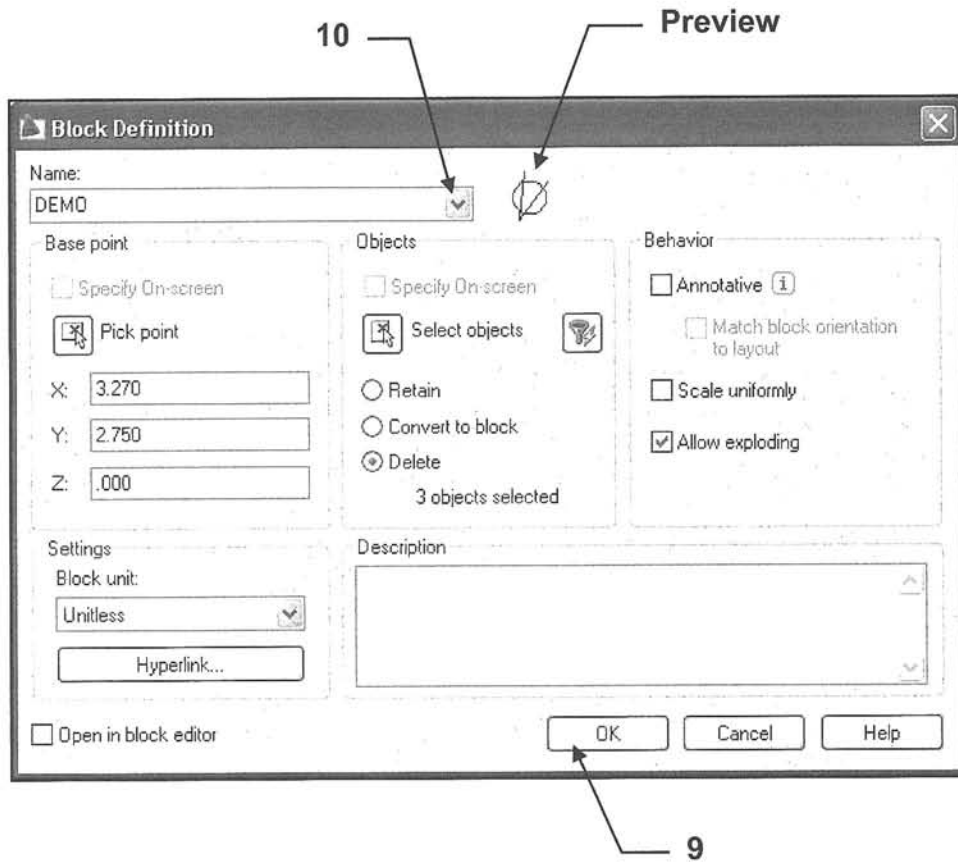 10
Preview
Block Definition
Name:
DEMO
Base point
Specify On-screen
Pick point
X: 3.270
Y: 2.750
Z: .000
Objects
Specify On-screen
Select objects
Retain
Convert to block
Delete
3 objects selected
Behavior
Annotative i
Match block orientation
to layout
Scale uniformly
Allow exploding
Settings
Block unit:
Unitless
Hyperlink...
Description
Open in block editor
OK Cancel Help
9